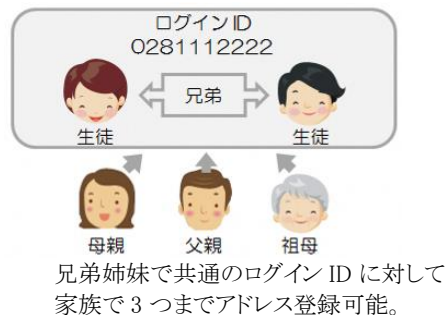 ログインID
0281112222
兄弟
生徒 生徒
母親 父親 祖母
兄弟姉妹で共通のログイン ID に対して
家族で 3 つまでアドレス登録可能。